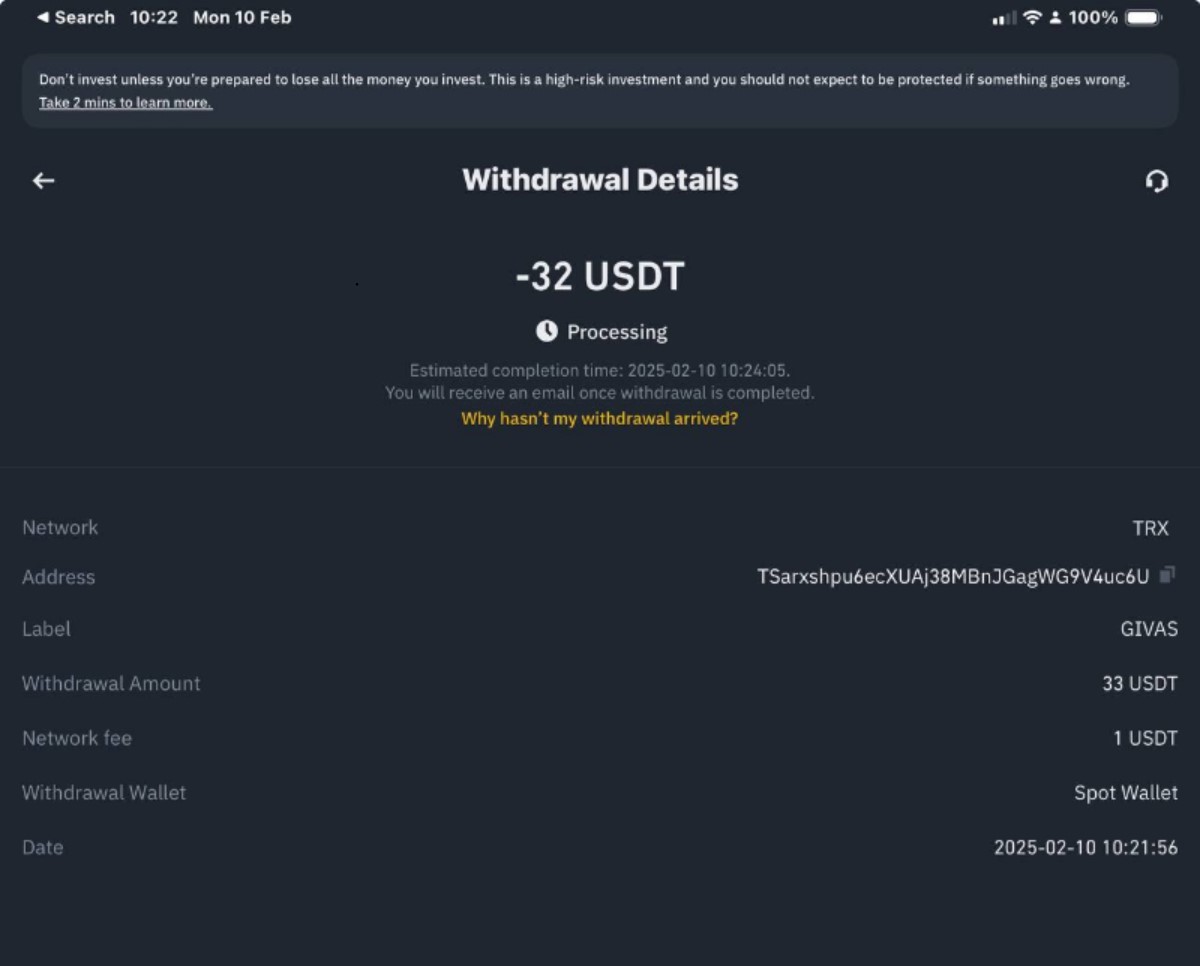 ◀ Search 10:22 Mon 10 Feb 100%
Don't invest unless you're prepared to lose all the money you invest. This is a high-risk investment and you should not expect to be protected if something goes wrong.
Take 2 mins to learn more.
Withdrawal Details
-32 USDT
Processing
Estimated completion time: 2025-02-10 10:24:05.
You will receive an email once withdrawal is completed.
Why hasn't my withdrawal arrived?
Network TRX
Address TSarxshpu6ecXUAj38MBnJGagWG9V4uc6U
Label GIVAS
Withdrawal Amount 33 USDT
Network fee 1 USDT
Withdrawal Wallet Spot Wallet
Date 2025-02-10 10:21:56